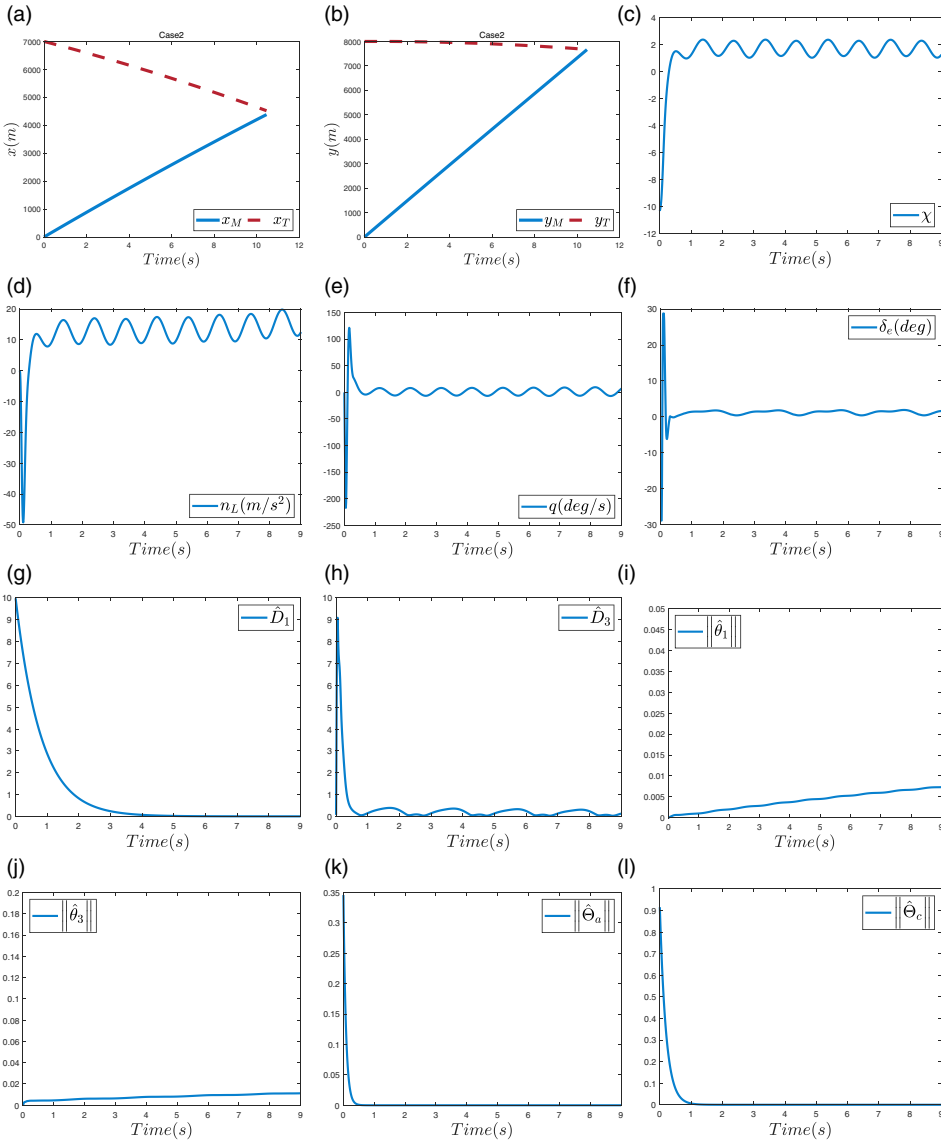 (a)
Case2
7000
6000
5000
4000
3000
2000
1000
0
x(m)
x_M x_T
0 2 4 6 8 10 12
Time(s)
(b)
Case2
8000
7000
6000
5000
4000
3000
2000
1000
0
y(m)
y_M y_T
0 2 4 6 8 10 12
Time(s)
(c)
4
2
0
-2
-4
-6
-8
-10
-12
χ
0 1 2 3 4 5 6 7 8 9
Time(s)
(d)
20
10
0
-10
-20
-30
-40
-50
n_L(m/s²)
0 1 2 3 4 5 6 7 8 9
Time(s)
(e)
150
100
50
0
-50
-100
-150
-200
-250
q(deg/s)
0 1 2 3 4 5 6 7 8 9
Time(s)
(f)
30
20
10
0
-10
-20
-30
δ_e(deg)
0 1 2 3 4 5 6 7 8 9
Time(s)
(g)
10
9
8
7
6
5
4
3
2
1
0
D̂_1
0 1 2 3 4 5 6 7 8 9
Time(s)
(h)
10
9
8
7
6
5
4
3
2
1
0
D̂_3
0 1 2 3 4 5 6 7 8 9
Time(s)
(i)
0.05
0.045
0.04
0.035
0.03
0.025
0.02
0.015
0.01
0.005
0
||θ̂_1||
0 1 2 3 4 5 6 7 8 9
Time(s)
(j)
0.2
0.18
0.16
0.14
0.12
0.1
0.08
0.06
0.04
0.02
0
||θ̂_3||
0 1 2 3 4 5 6 7 8 9
Time(s)
(k)
0.35
0.3
0.25
0.2
0.15
0.1
0.05
0
||Θ̂_a||
0 1 2 3 4 5 6 7 8 9
Time(s)
(l)
1
0.9
0.8
0.7
0.6
0.5
0.4
0.3
0.2
0.1
0
||Θ̂_c||
0 1 2 3 4 5 6 7 8 9
Time(s)